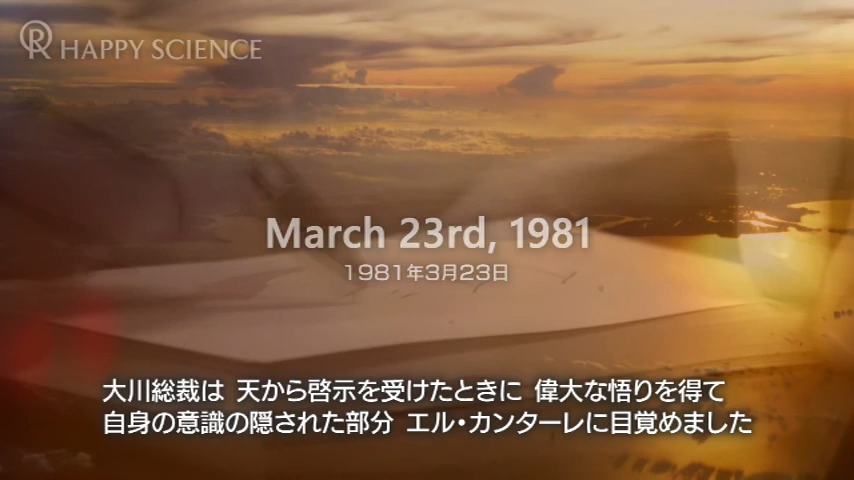 HAPPY SCIENCE
March 23rd, 1981
1981年3月23日
大川総裁は 天から啓示を受けたときに 偉大な悟りを得て
自身の意識の隠された部分 エル・カンターレに目覚めました